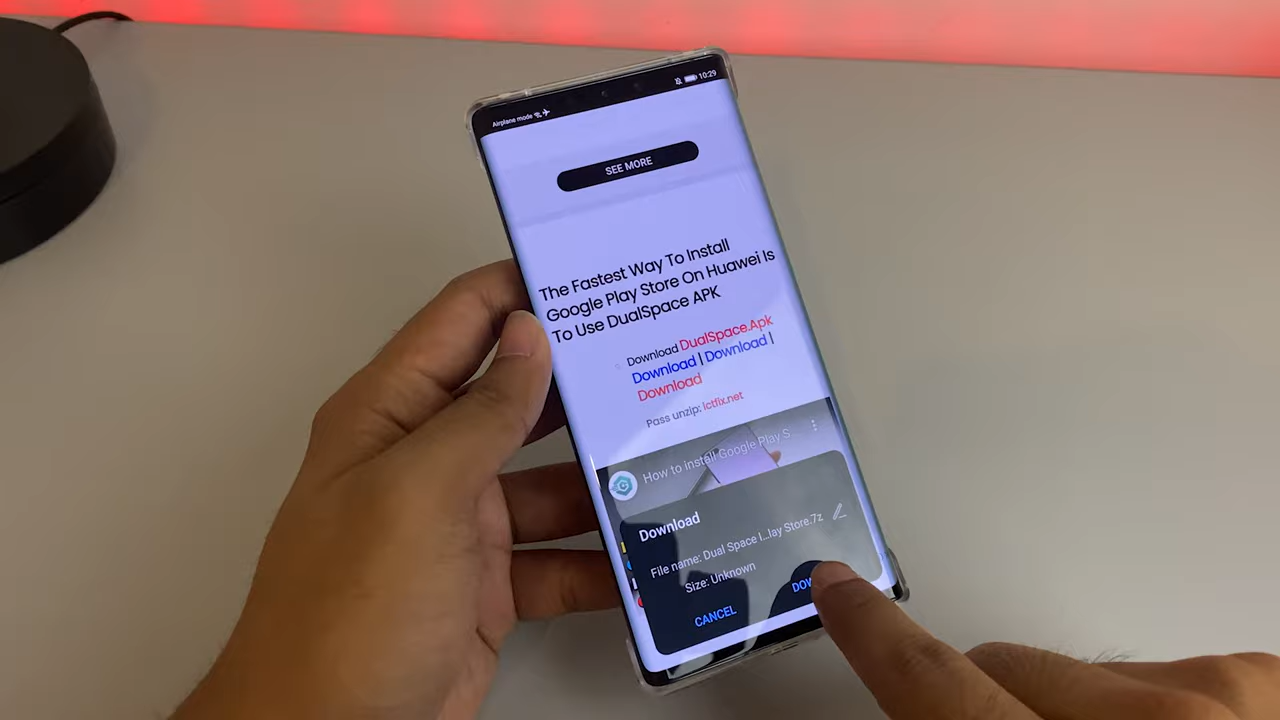 Airplane mode
10:29
SEE MORE
The Fastest Way To Install
Google Play Store On Huawei Is
To Use DualSpace APK
Download DualSpace.Apk
Download | Download |
Download
Pass unzip: ictfix.net
How to install Google Play S
Download
File name: Dual Space I...lay Store.7z
Size: Unknown
CANCEL